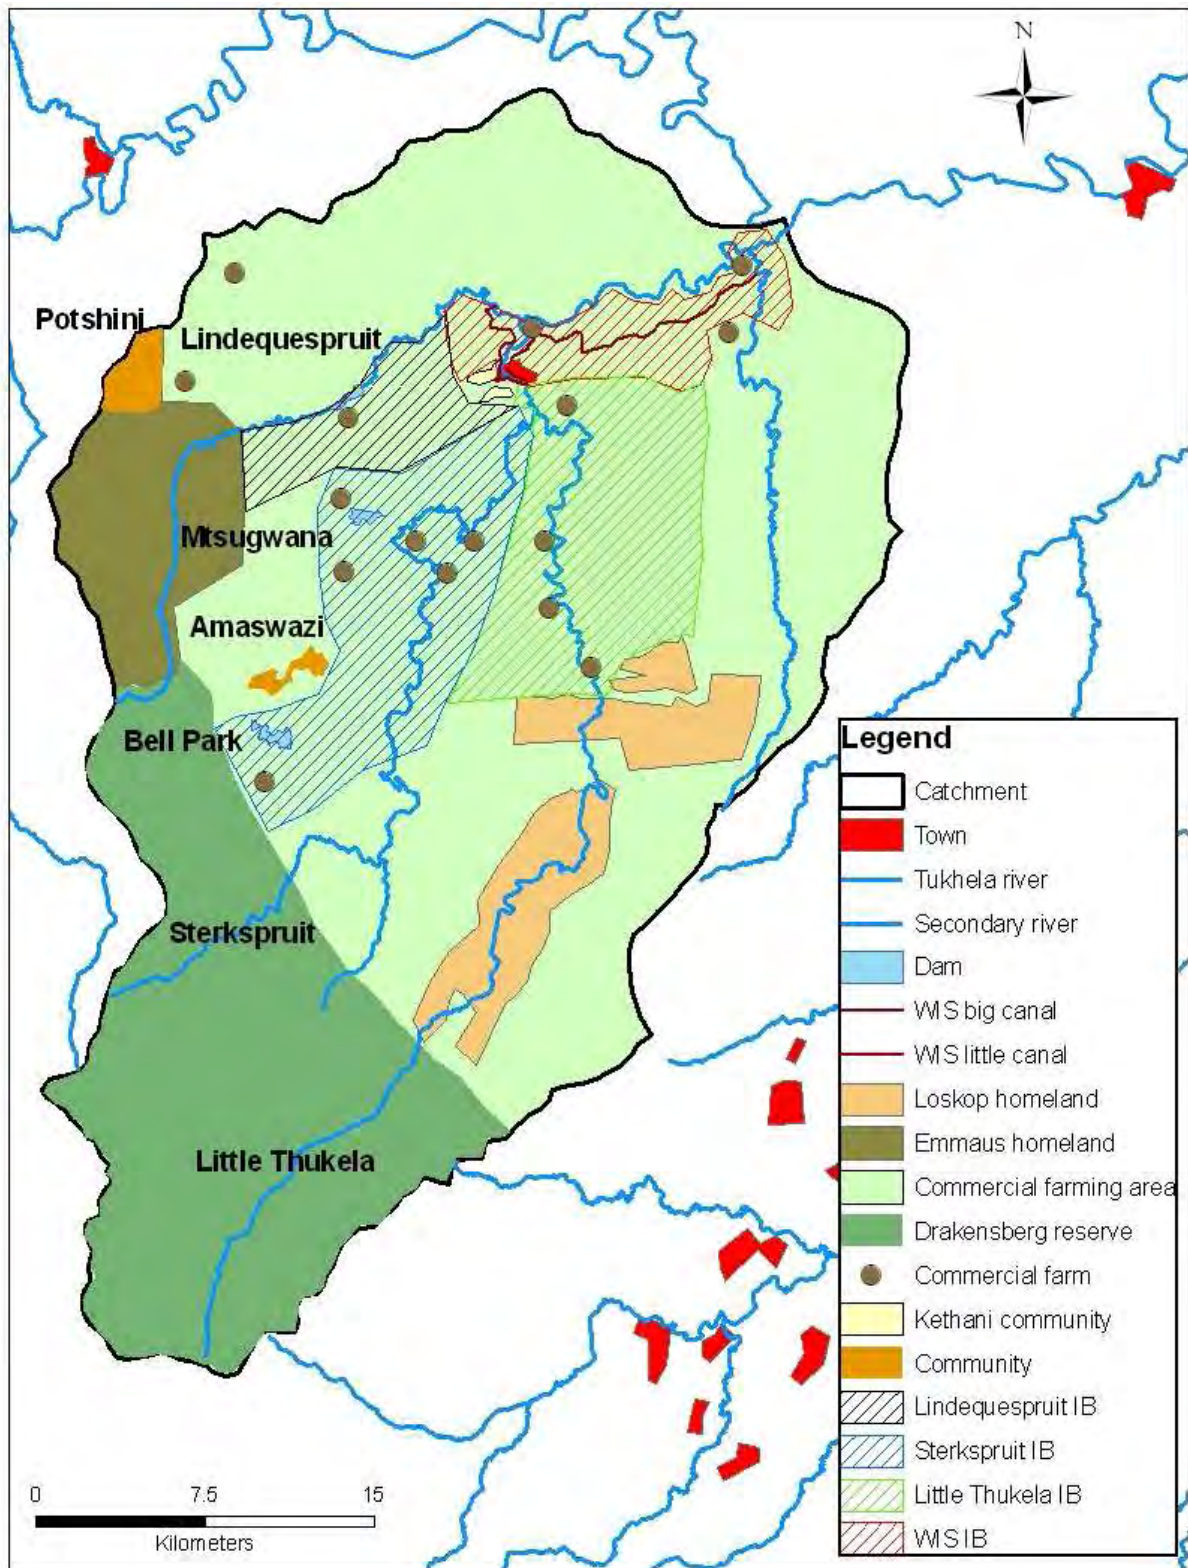 N
Potshini
Lindequespruit
Mtsugwana
Amaswazi
Bell Park
Sterkspruit
Little Thukela
Legend
Catchment
Town
Tukhela river
Secondary river
Dam
WIS big canal
WIS little canal
Loskop homeland
Emmaus homeland
Commercial farming area
Drakensberg reserve
Commercial farm
Kethani community
Community
Lindequespruit IB
Sterkspruit IB
Little Thukela IB
WIS IB
0 7.5 15
Kilometers